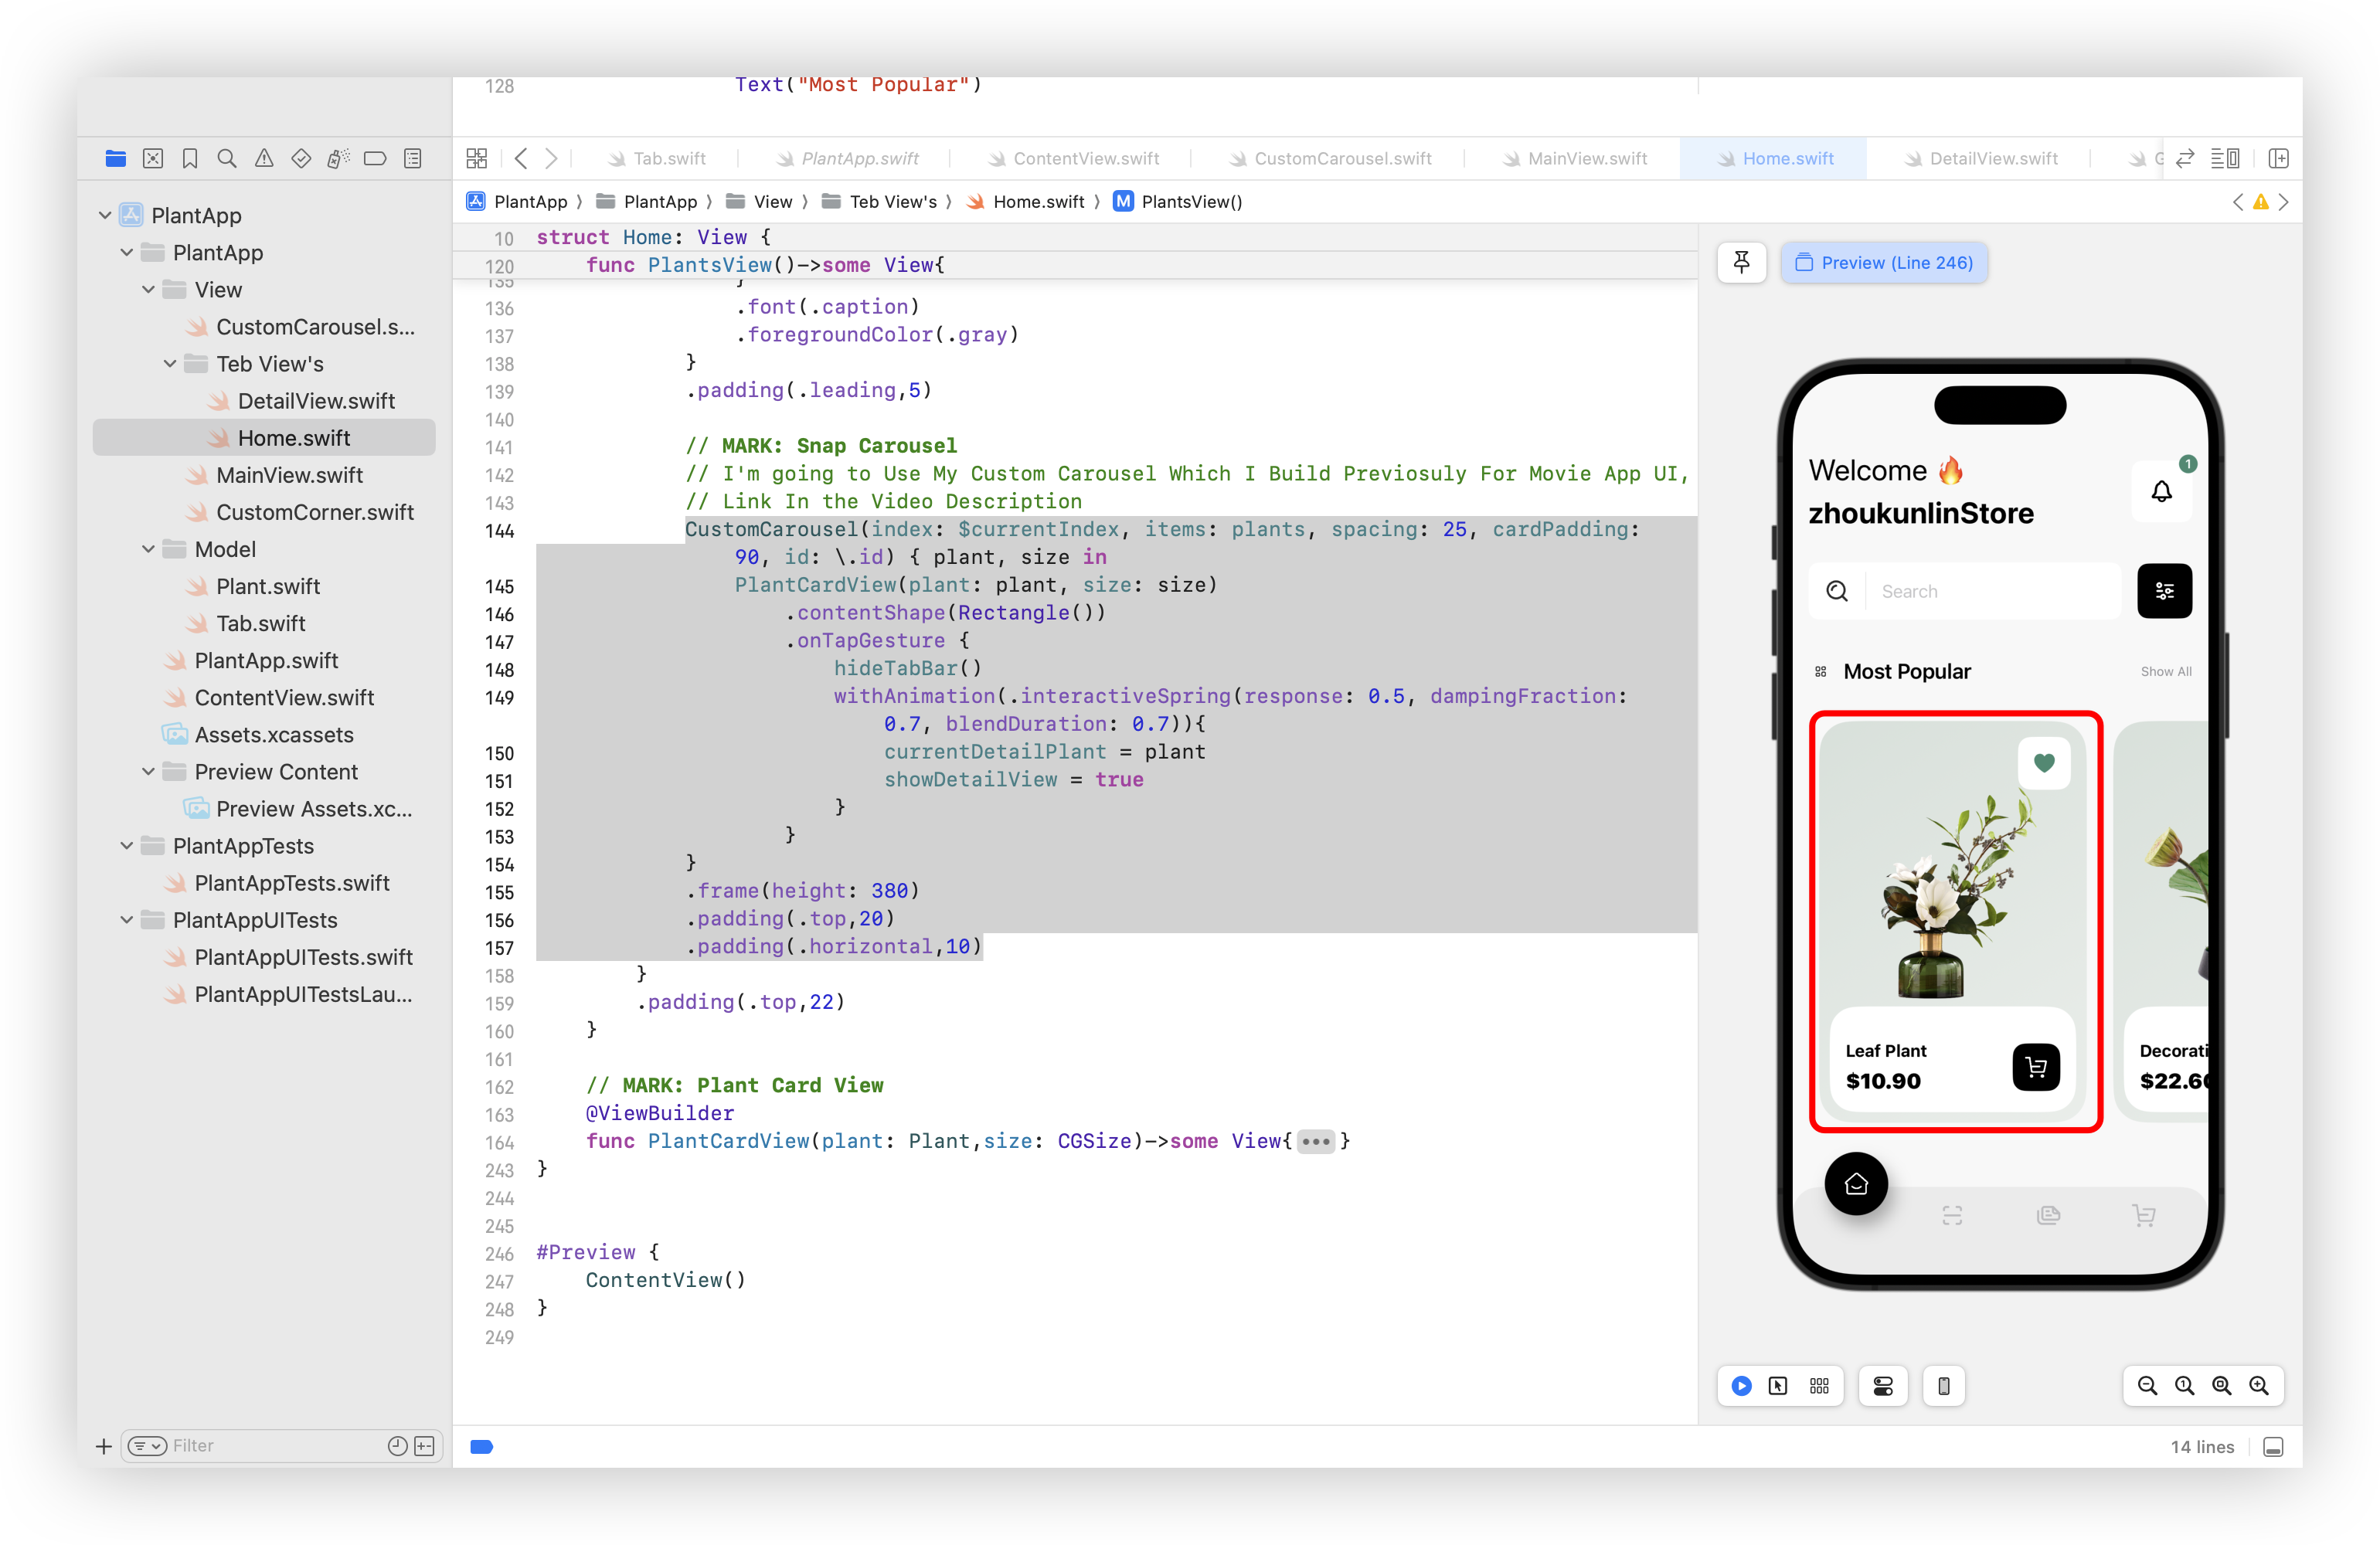 128 Text("Most Popular")
Tab.swift PlantApp.swift ContentView.swift CustomCarousel.swift MainView.swift Home.swift DetailView.swift
PlantApp 〉 PlantApp 〉 View 〉 Teb View's 〉 Home.swift 〉 M PlantsView()
PlantApp
PlantApp
View
CustomCarousel.s...
Teb View's
DetailView.swift
Home.swift
MainView.swift
CustomCorner.swift
Model
Plant.swift
Tab.swift
PlantApp.swift
ContentView.swift
Assets.xcassets
Preview Content
Preview Assets.xc...
PlantAppTests
PlantAppTests.swift
PlantAppUITests
PlantAppUITests.swift
PlantAppUITestsLau...
Filter
10 struct Home: View {
120 func PlantsView()->some View{
135 }
136 .font(.caption)
137 .foregroundColor(.gray)
138 }
139 .padding(.leading,5)
140
141 // MARK: Snap Carousel
142 // I'm going to Use My Custom Carousel Which I Build Previosuly For Movie App UI,
143 // Link In the Video Description
144 CustomCarousel(index: $currentIndex, items: plants, spacing: 25, cardPadding:
90, id: \.id) { plant, size in
145 PlantCardView(plant: plant, size: size)
146 .contentShape(Rectangle())
147 .onTapGesture {
148 hideTabBar()
149 withAnimation(.interactiveSpring(response: 0.5, dampingFraction:
0.7, blendDuration: 0.7)){
150 currentDetailPlant = plant
151 showDetailView = true
152 }
153 }
154 }
155 .frame(height: 380)
156 .padding(.top,20)
157 .padding(.horizontal,10)
158 }
159 .padding(.top,22)
160 }
161
162 // MARK: Plant Card View
163 @ViewBuilder
164 func PlantCardView(plant: Plant,size: CGSize)->some View{ ••• }
243 }
244
245
246 #Preview {
247 ContentView()
248 }
249
Preview (Line 246)
Welcome 🔥
1
zhoukunlinStore
Search
Most Popular
Show All
Leaf Plant
$10.90
Decorati
$22.60
14 lines